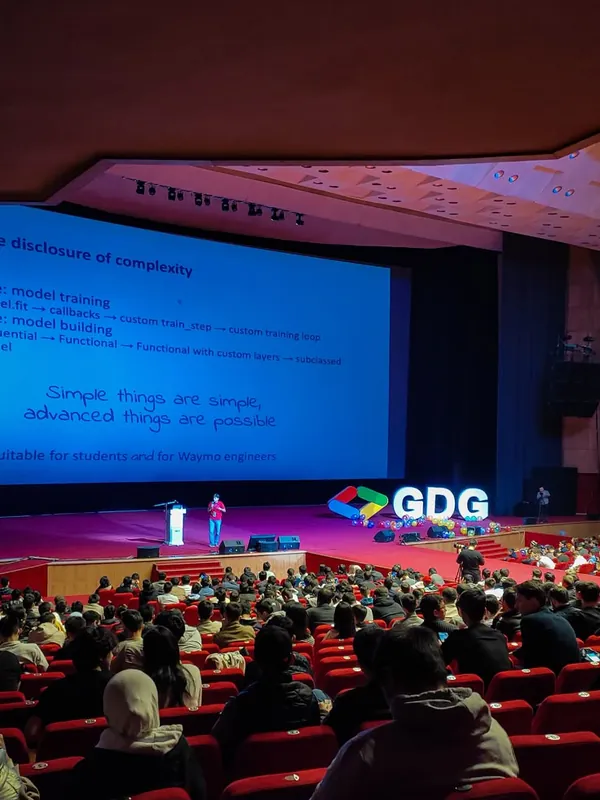 e disclosure of complexity
e: model training
el.fit → callbacks → custom train_step → custom training loop
e: model building
uential → Functional → Functional with custom layers → subclassed
el
Simple things are simple,
advanced things are possible
uitable for students and for Waymo engineers
GDG